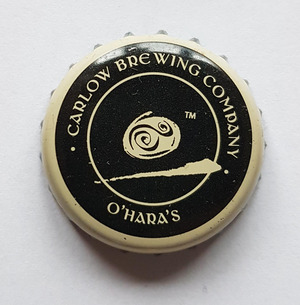 · CARLOW BREWING COMPANY ·
™
O'HARA'S